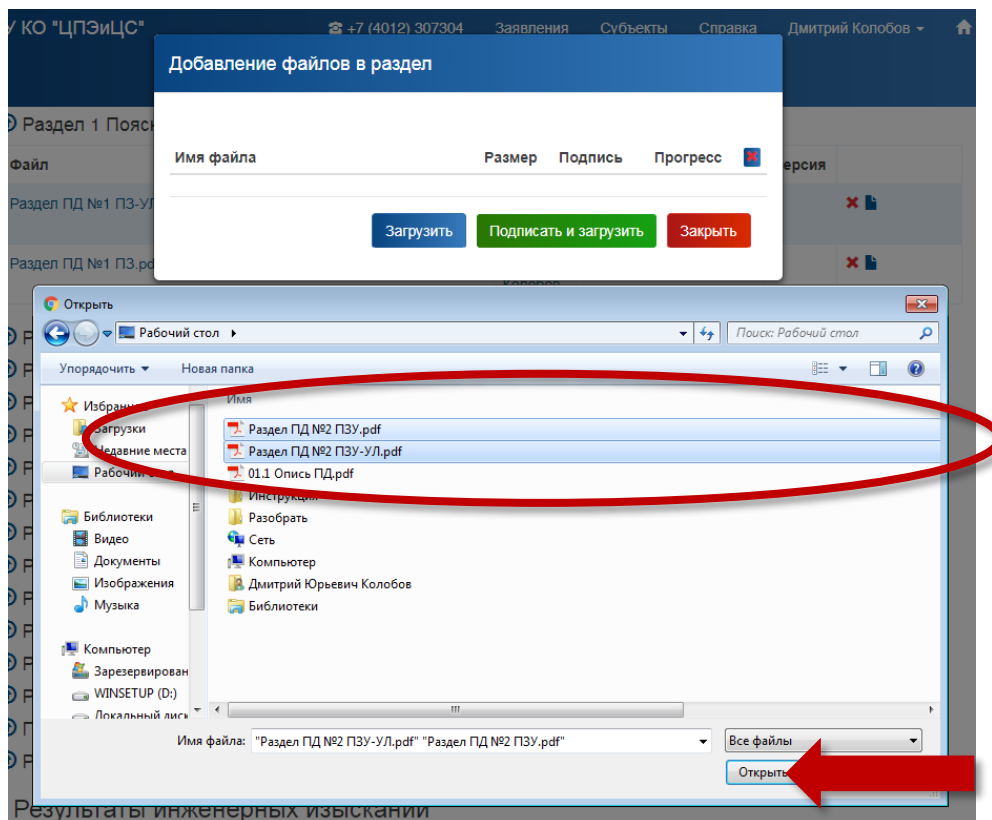 У КО "ЦПЭиЦС" +7 (4012) 307304 Заявления Субъекты Справка Дмитрий Колобов
Добавление файлов в раздел
Раздел 1
Имя файла Размер Подпись Прогресс
Файл
Раздел ПД №1 ПЗ-УЛ
Загрузить Подписать и загрузить Закрыть
Раздел ПД №1 ПЗ.pd
Открыть
Рабочий стол Поиск: Рабочий стол
Упорядочить Новая папка
Имя
Загрузки
Раздел ПД №2 ПЗУ.pdf
Недавние места
Раздел ПД №2 ПЗУ-УЛ.pdf
Рабочий
01.1 Опись ПД.pdf
Инструкция
Библиотеки
Разобрать
Видео
Сеть
Документы
Компьютер
Изображения
Дмитрий Юрьевич Колобов
Музыка
Библиотеки
Компьютер
Зарезервирован
WINSETUP (D:)
Локальный диск
Имя файла: "Раздел ПД №2 ПЗУ-УЛ.pdf" "Раздел ПД №2 ПЗУ.pdf" Все файлы
Открыть
Результаты инженерных изысканий